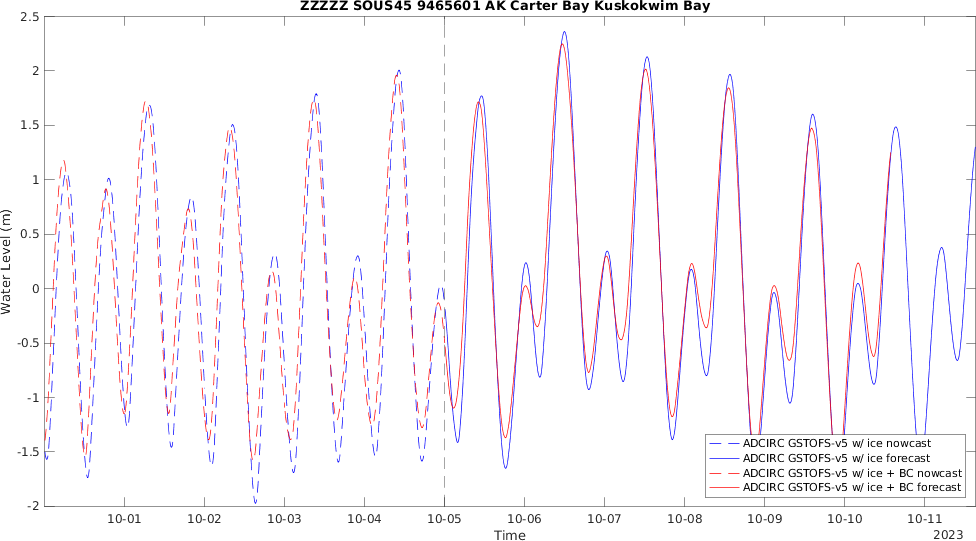 ZZZZZ SOUS45 9465601 AK Carter Bay Kuskokwim Bay
2.5
2
1.5
1
0.5
0
-0.5
-1
-1.5
-2
Water Level (m)
ADCIRC GSTOFS-v5 w/ ice nowcast
ADCIRC GSTOFS-v5 w/ ice forecast
ADCIRC GSTOFS-v5 w/ ice + BC nowcast
ADCIRC GSTOFS-v5 w/ ice + BC forecast
10-01 10-02 10-03 10-04 10-05 10-06 10-07 10-08 10-09 10-10 10-11
Time
2023